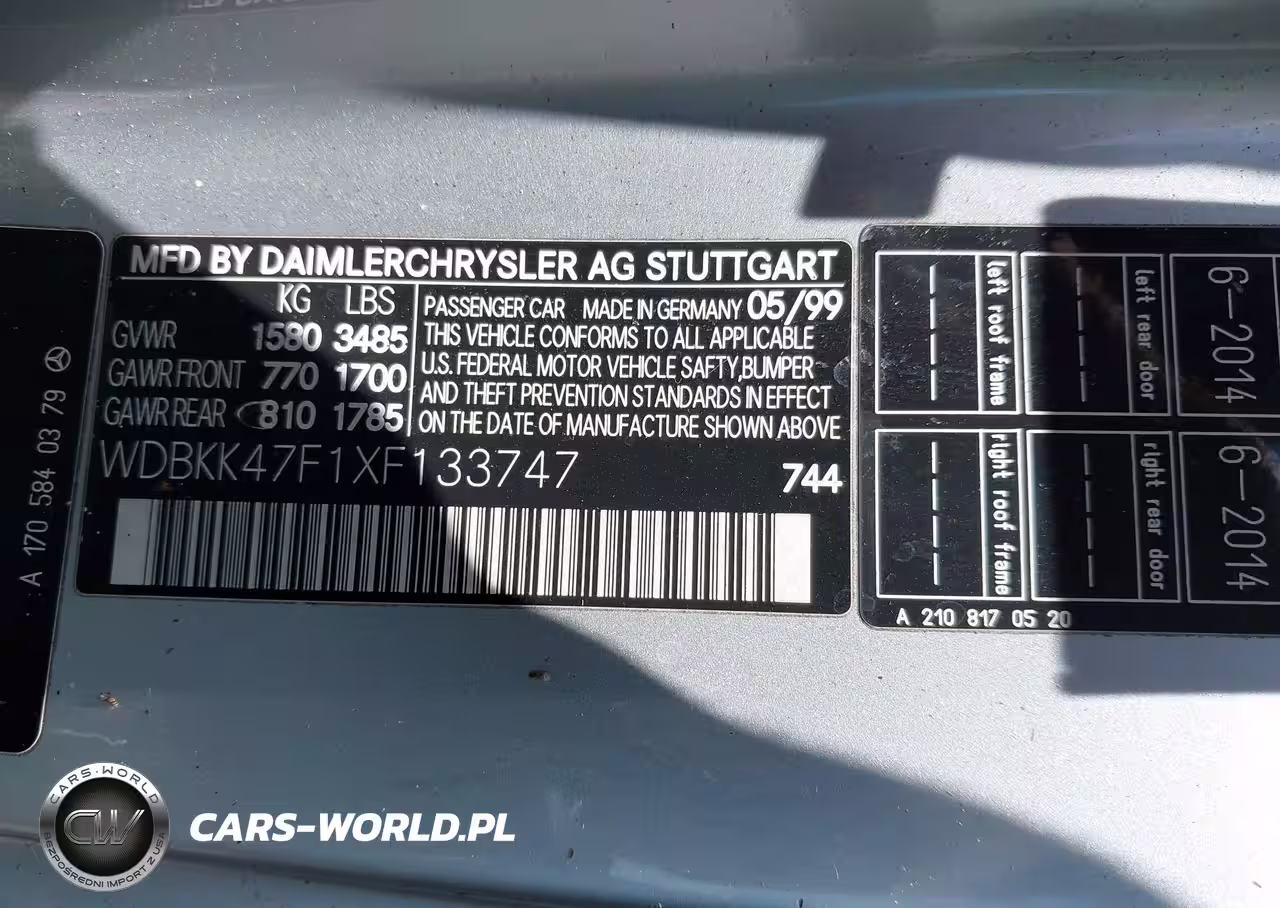 A 170 584 03 79
MFD BY DAIMLERCHRYSLER AG STUTTGART
KG LBS
GVWR 1580 3485
GAWR FRONT 770 1700
GAWR REAR 810 1785
PASSENGER CAR MADE IN GERMANY 05/99
THIS VEHICLE CONFORMS TO ALL APPLICABLE
U.S. FEDERAL MOTOR VEHICLE SAFTY,BUMPER
AND THEFT PREVENTION STANDARDS IN EFFECT
ON THE DATE OF MANUFACTURE SHOWN ABOVE
WDBKK47F1XF133747
744
left roof frame
left rear door
6-2014
right roof frame
right rear door
6-2014
A 210 817 05 20
CARS-WORLD
CW
BEZPOŚREDNI IMPORT Z USA
CARS-WORLD.PL